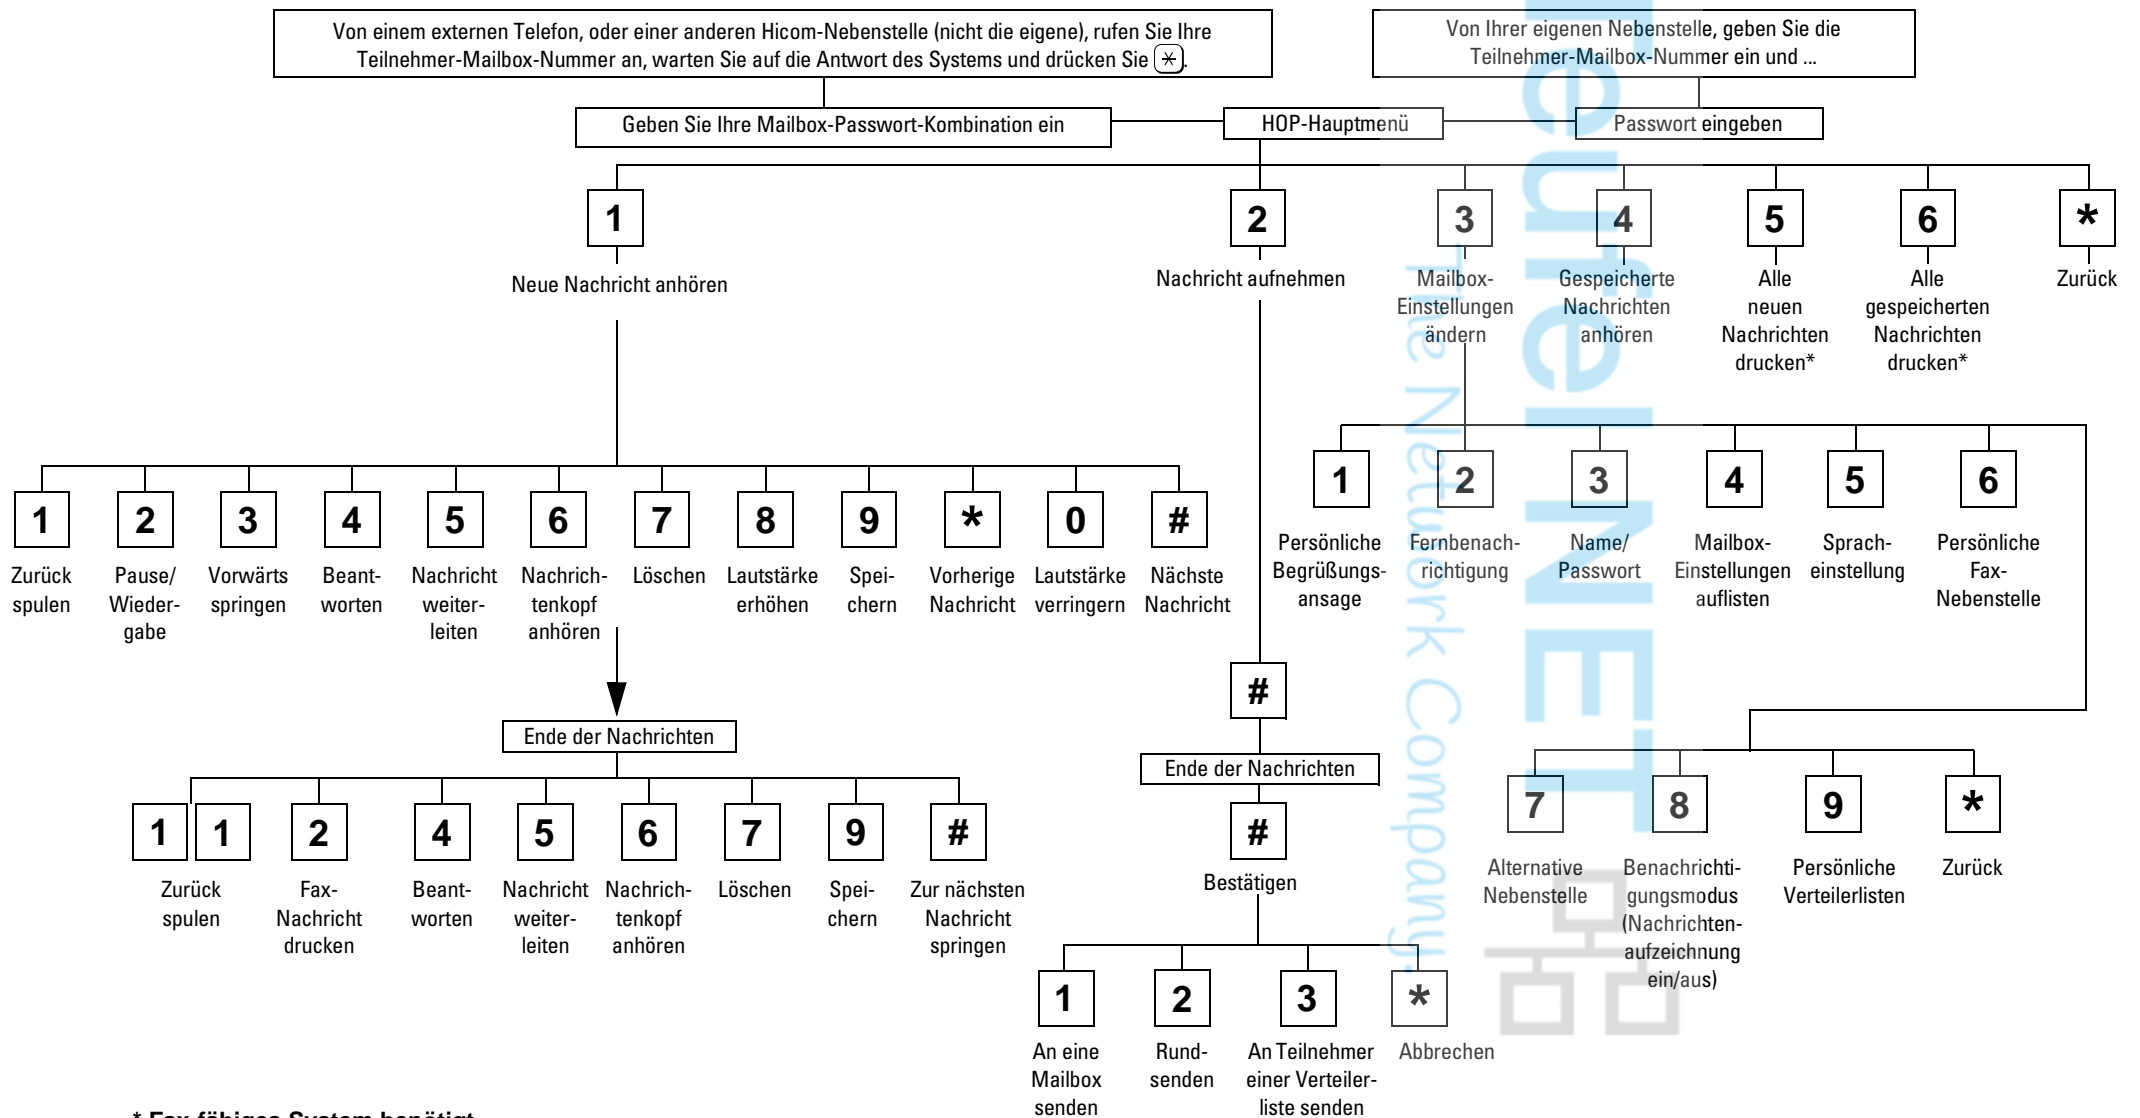 Von einem externen Telefon, oder einer anderen Hicom-Nebenstelle (nicht die eigene), rufen Sie Ihre
Teilnehmer-Mailbox-Nummer an, warten Sie auf die Antwort des Systems und drücken Sie *.
Von Ihrer eigenen Nebenstelle, geben Sie die
Teilnehmer-Mailbox-Nummer ein und ...
Geben Sie Ihre Mailbox-Passwort-Kombination ein
HOP-Hauptmenü
Passwort eingeben
1
Neue Nachricht anhören
2
Nachricht aufnehmen
3
Mailbox-
Einstellungen
ändern
4
Gespeicherte
Nachrichten
anhören
5
Alle
neuen
Nachrichten
drucken*
6
Alle
gespeicherten
Nachrichten
drucken*
*
Zurück
1
Zurück
spulen
2
Pause/
Wieder-
gabe
3
Vorwärts
springen
4
Beant-
worten
5
Nachricht
weiter-
leiten
6
Nachrich-
tenkopf
anhören
7
Löschen
8
Lautstärke
erhöhen
9
Spei-
chern
*
Vorherige
Nachricht
0
Lautstärke
verringern
#
Nächste
Nachricht
1
Persönliche
Begrüßungs-
ansage
2
Fernbenach-
richtigung
3
Name/
Passwort
4
Mailbox-
Einstellungen
auflisten
5
Sprach-
einstellung
6
Persönliche
Fax-
Nebenstelle
Ende der Nachrichten
1 1
Zurück
spulen
2
Fax-
Nachricht
drucken
4
Beant-
worten
5
Nachricht
weiter-
leiten
6
Nachrich-
tenkopf
anhören
7
Löschen
9
Spei-
chern
#
Zur nächsten
Nachricht
springen
#
Ende der Nachrichten
#
Bestätigen
1
An eine
Mailbox
senden
2
Rund-
senden
3
An Teilnehmer
einer Verteiler-
liste senden
*
Abbrechen
7
Alternative
Nebenstelle
8
Benachrichti-
gungsmodus
(Nachrichten-
aufzeichnung
ein/aus)
9
Persönliche
Verteilerlisten
*
Zurück
* Fax-fähiges System benötigt
teufelNET
The Network Company.